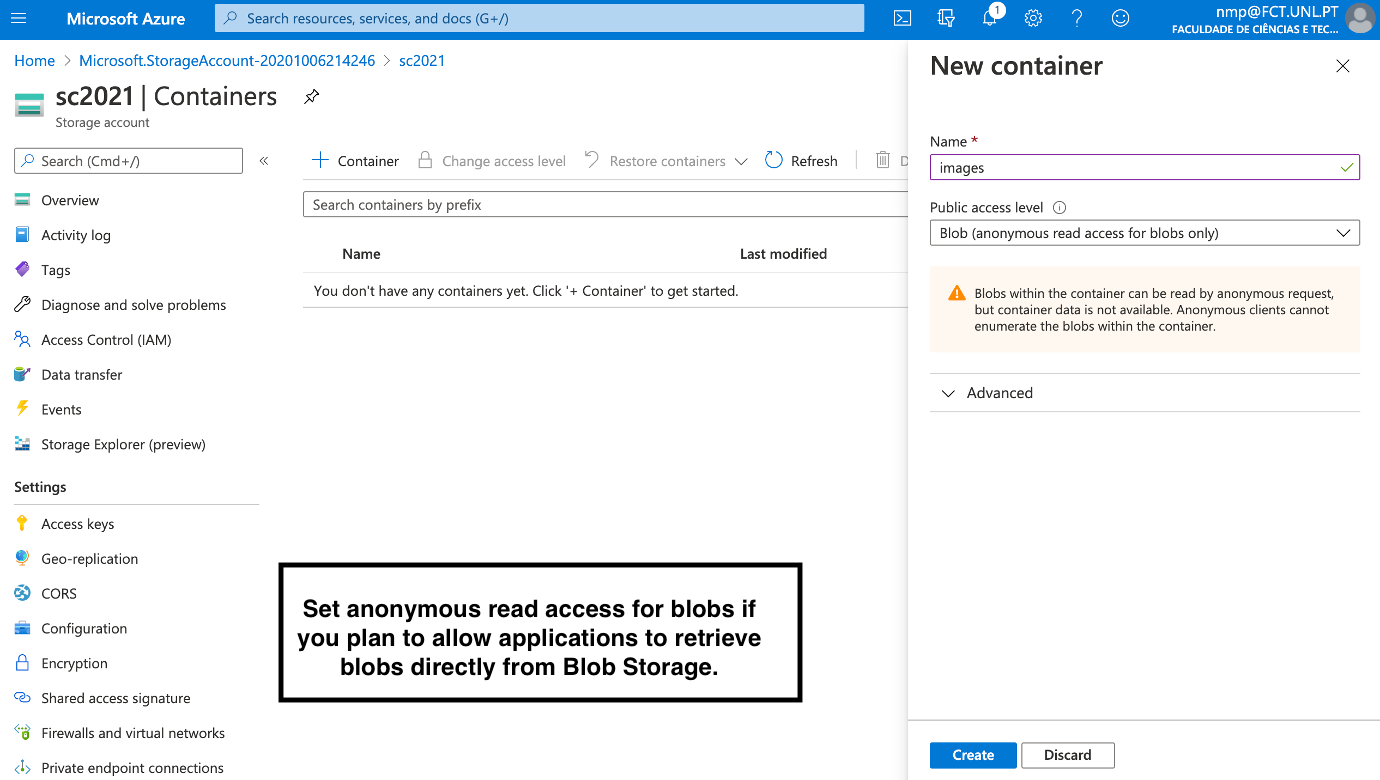 Microsoft Azure
Search resources, services, and docs (G+/)
1
nmp@FCT.UNL.PT
FACULDADE DE CIÊNCIAS E TEC...
Home > Microsoft.StorageAccount-20201006214246 > sc2021
sc2021 | Containers
Storage account
Search (Cmd+/)
«
Overview
Activity log
Tags
Diagnose and solve problems
Access Control (IAM)
Data transfer
Events
Storage Explorer (preview)
Settings
Access keys
Geo-replication
CORS
Configuration
Encryption
Shared access signature
Firewalls and virtual networks
Private endpoint connections
+ Container Change access level Restore containers Refresh D
Search containers by prefix
Name Last modified
You don't have any containers yet. Click '+ Container' to get started.
Set anonymous read access for blobs if
you plan to allow applications to retrieve
blobs directly from Blob Storage.
New container
Name *
images
Public access level
Blob (anonymous read access for blobs only)
Blobs within the container can be read by anonymous request,
but container data is not available. Anonymous clients cannot
enumerate the blobs within the container.
Advanced
Create Discard